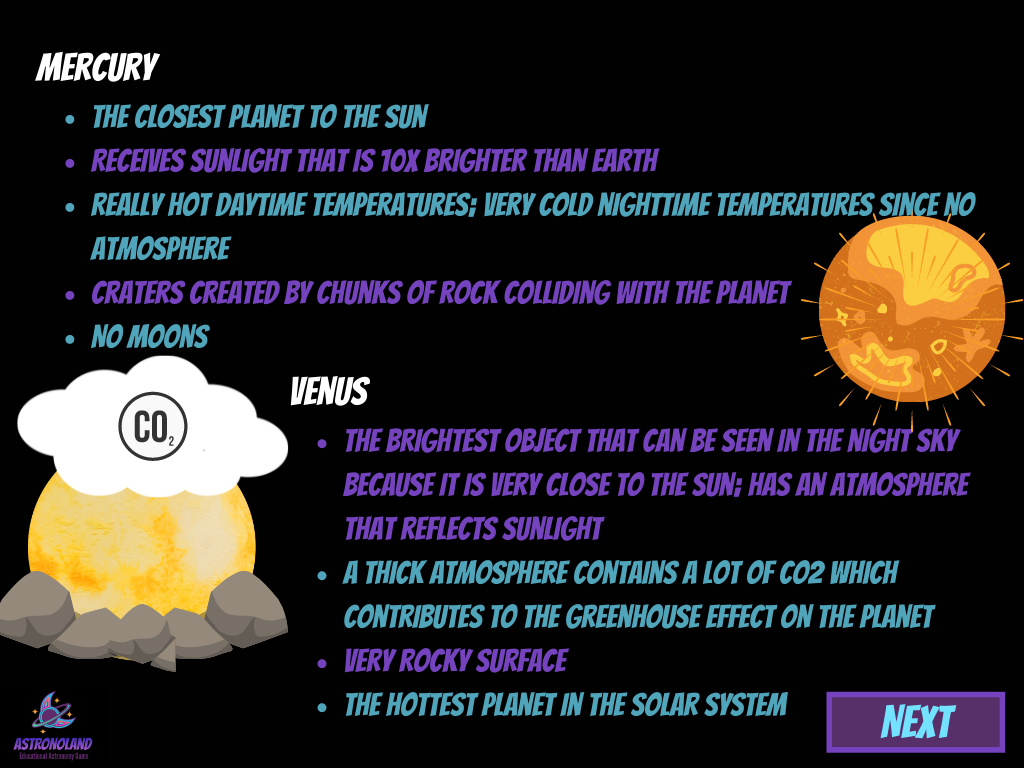 MERCURY
• THE CLOSEST PLANET TO THE SUN
• RECEIVES SUNLIGHT THAT IS 10X BRIGHTER THAN EARTH
• REALLY HOT DAYTIME TEMPERATURES; VERY COLD NIGHTTIME TEMPERATURES SINCE NO
ATMOSPHERE
• CRATERS CREATED BY CHUNKS OF ROCK COLLIDING WITH THE PLANET
• NO MOONS
CO2
VENUS
• THE BRIGHTEST OBJECT THAT CAN BE SEEN IN THE NIGHT SKY
BECAUSE IT IS VERY CLOSE TO THE SUN; HAS AN ATMOSPHERE
THAT REFLECTS SUNLIGHT
• A THICK ATMOSPHERE CONTAINS A LOT OF CO2 WHICH
CONTRIBUTES TO THE GREENHOUSE EFFECT ON THE PLANET
• VERY ROCKY SURFACE
• THE HOTTEST PLANET IN THE SOLAR SYSTEM
NEXT
ASTRONOLAND
Educational Astronomy Game